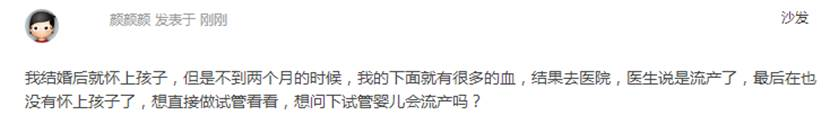 颜颜颜 发表于 刚刚
沙发
我结婚后就怀上孩子，但是不到两个月的时候，我的下面就有很多的血，结果去医院，医生说是流产了，最后在也
没有怀上孩子了，想直接做试管看看，想问下试管婴儿会流产吗？